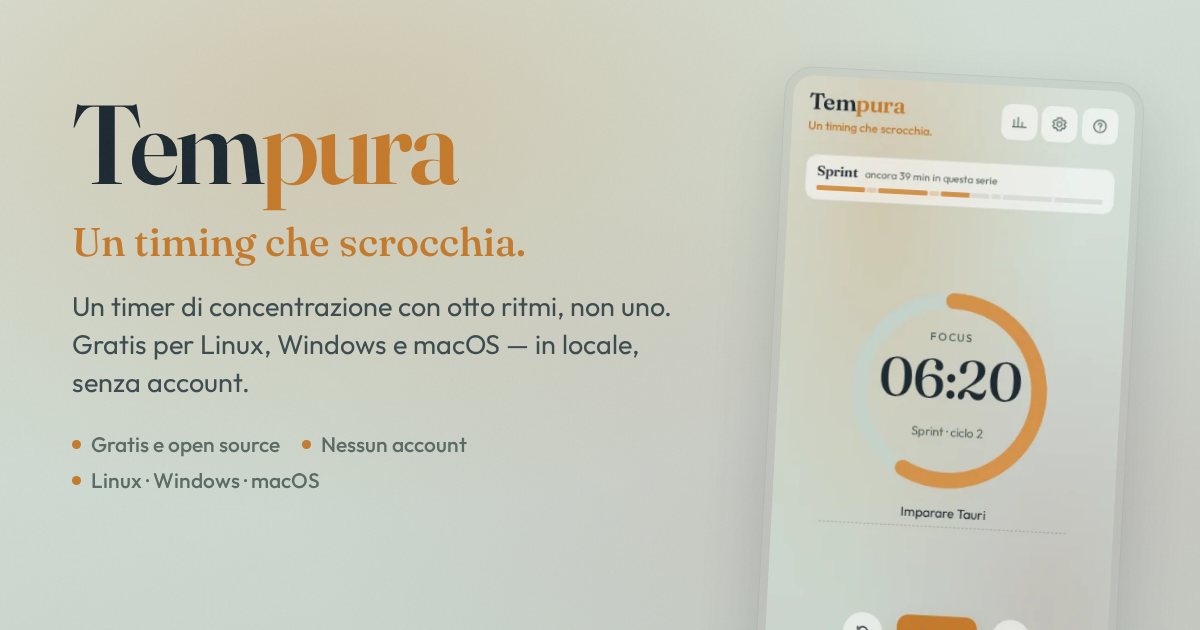 Tempura
Un timing che scrocchia.
Un timer di concentrazione con otto ritmi, non uno.
Gratis per Linux, Windows e macOS — in locale,
senza account.
Gratis e open source
Nessun account
Linux · Windows · macOS
Tempura
Un timing che scrocchia.
Sprint ancora 39 min in questa serie
FOCUS
06:20
Sprint · ciclo 2
Imparare Tauri